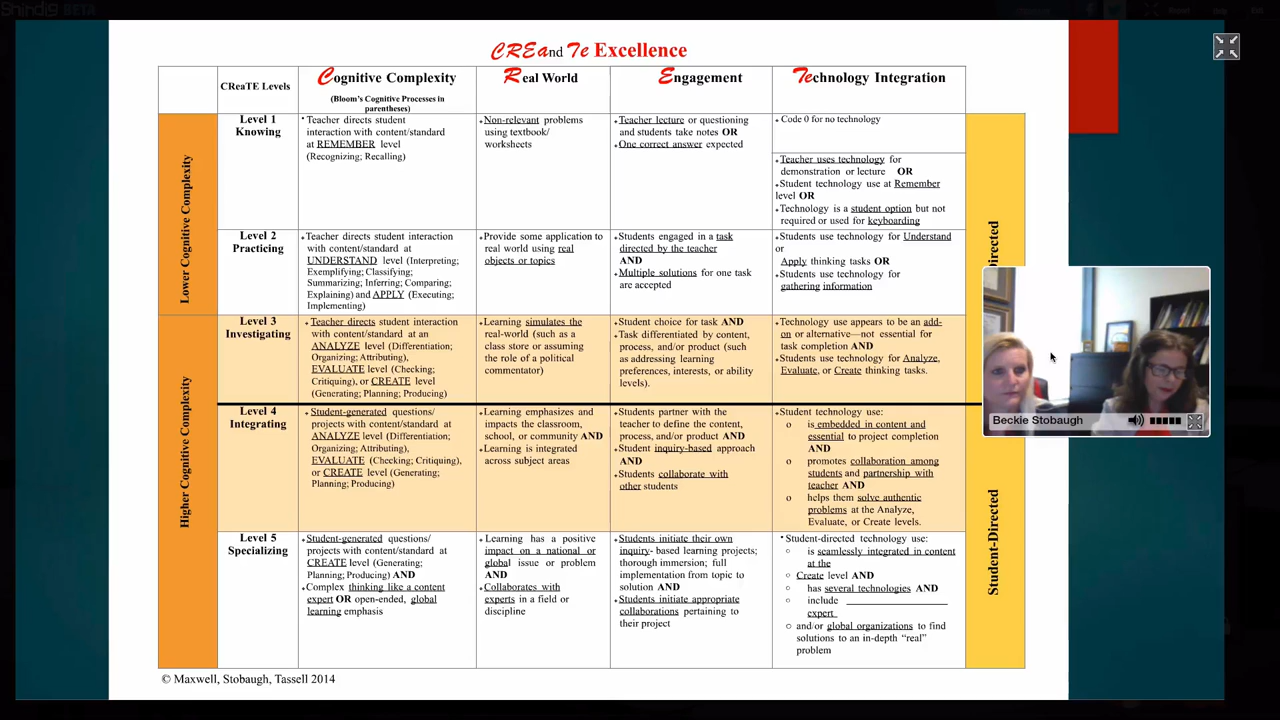 Shindig BETA
CREand Te Excellence
CReaTE Levels
Cognitive Complexity
(Bloom's Cognitive Processes in
parentheses)
Real World
Engagement
Technology Integration
Lower Cognitive Complexity
Level 1
Knowing
Teacher directs student
interaction with content/standard
at REMEMBER level
(Recognizing; Recalling)
Non-relevant problems
using textbook/
worksheets
Teacher lecture or questioning
and students take notes OR
One correct answer expected
Code 0 for no technology
Teacher uses technology for
demonstration or lecture OR
Student technology use at Remember
level OR
Technology is a student option but not
required or used for keyboarding
Level 2
Practicing
Teacher directs student interaction
with content/standard at
UNDERSTAND level (Interpreting;
Exemplifying; Classifying;
Summarizing; Inferring; Comparing;
Explaining) and APPLY (Executing;
Implementing)
Provide some application to
real world using real
objects or topics
Students engaged in a task
directed by the teacher
AND
Multiple solutions for one task
are accepted
Students use technology for Understand
or
Apply thinking tasks OR
Students use technology for
gathering information
Directed
Higher Cognitive Complexity
Level 3
Investigating
Teacher directs student interaction
with content/standard at an
ANALYZE level (Differentiation;
Organizing; Attributing),
EVALUATE level (Checking;
Critiquing), or CREATE level
(Generating; Planning; Producing)
Learning simulates the
real-world (such as a
class store or assuming
the role of a political
commentator)
Student choice for task AND
Task differentiated by content,
process, and/or product (such
as addressing learning
preferences, interests, or ability
levels).
Technology use appears to be an add-
on or alternative—not essential for
task completion AND
Students use technology for Analyze,
Evaluate, or Create thinking tasks.
Level 4
Integrating
Student-generated questions/
projects with content/standard at
ANALYZE level (Differentiation;
Organizing; Attributing),
EVALUATE (Checking; Critiquing),
or CREATE level (Generating;
Planning; Producing)
Learning emphasizes and
impacts the classroom,
school, or community AND
Learning is integrated
across subject areas
Students partner with the
teacher to define the content,
process, and/or product AND
Student inquiry-based approach
AND
Students collaborate with
other students
Student technology use:
o is embedded in content and
essential to project completion
AND
o promotes collaboration among
students and partnership with
teacher AND
o helps them solve authentic
problems at the Analyze,
Evaluate, or Create levels.
Level 5
Specializing
Student-generated questions/
projects with content/standard at
CREATE level (Generating;
Planning; Producing) AND
Complex thinking like a content
expert OR open-ended, global
learning emphasis
Learning has a positive
impact on a national or
global issue or problem
AND
Collaborates with
experts in a field or
discipline
Students initiate their own
inquiry- based learning projects;
thorough immersion; full
implementation from topic to
solution AND
Students initiate appropriate
collaborations pertaining to
their project
Student-directed technology use:
o is seamlessly integrated in content
at the
Create level AND
o has several technologies AND
o include
expert
o and/or global organizations to find
solutions to an in-depth "real"
problem
Student-Directed
Beckie Stobaugh
© Maxwell, Stobaugh, Tassell 2014